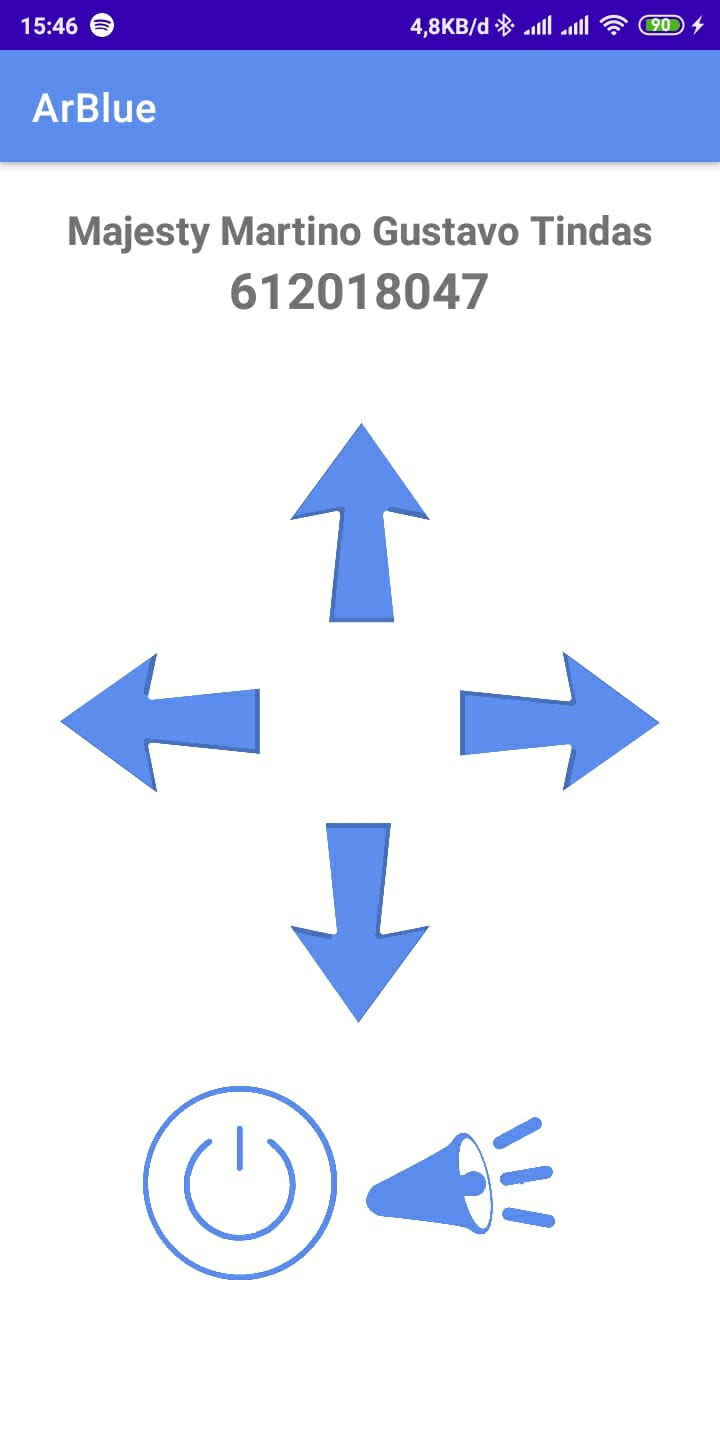 15:46 4,8KB/d 90
ArBlue
Majesty Martino Gustavo Tindas
612018047